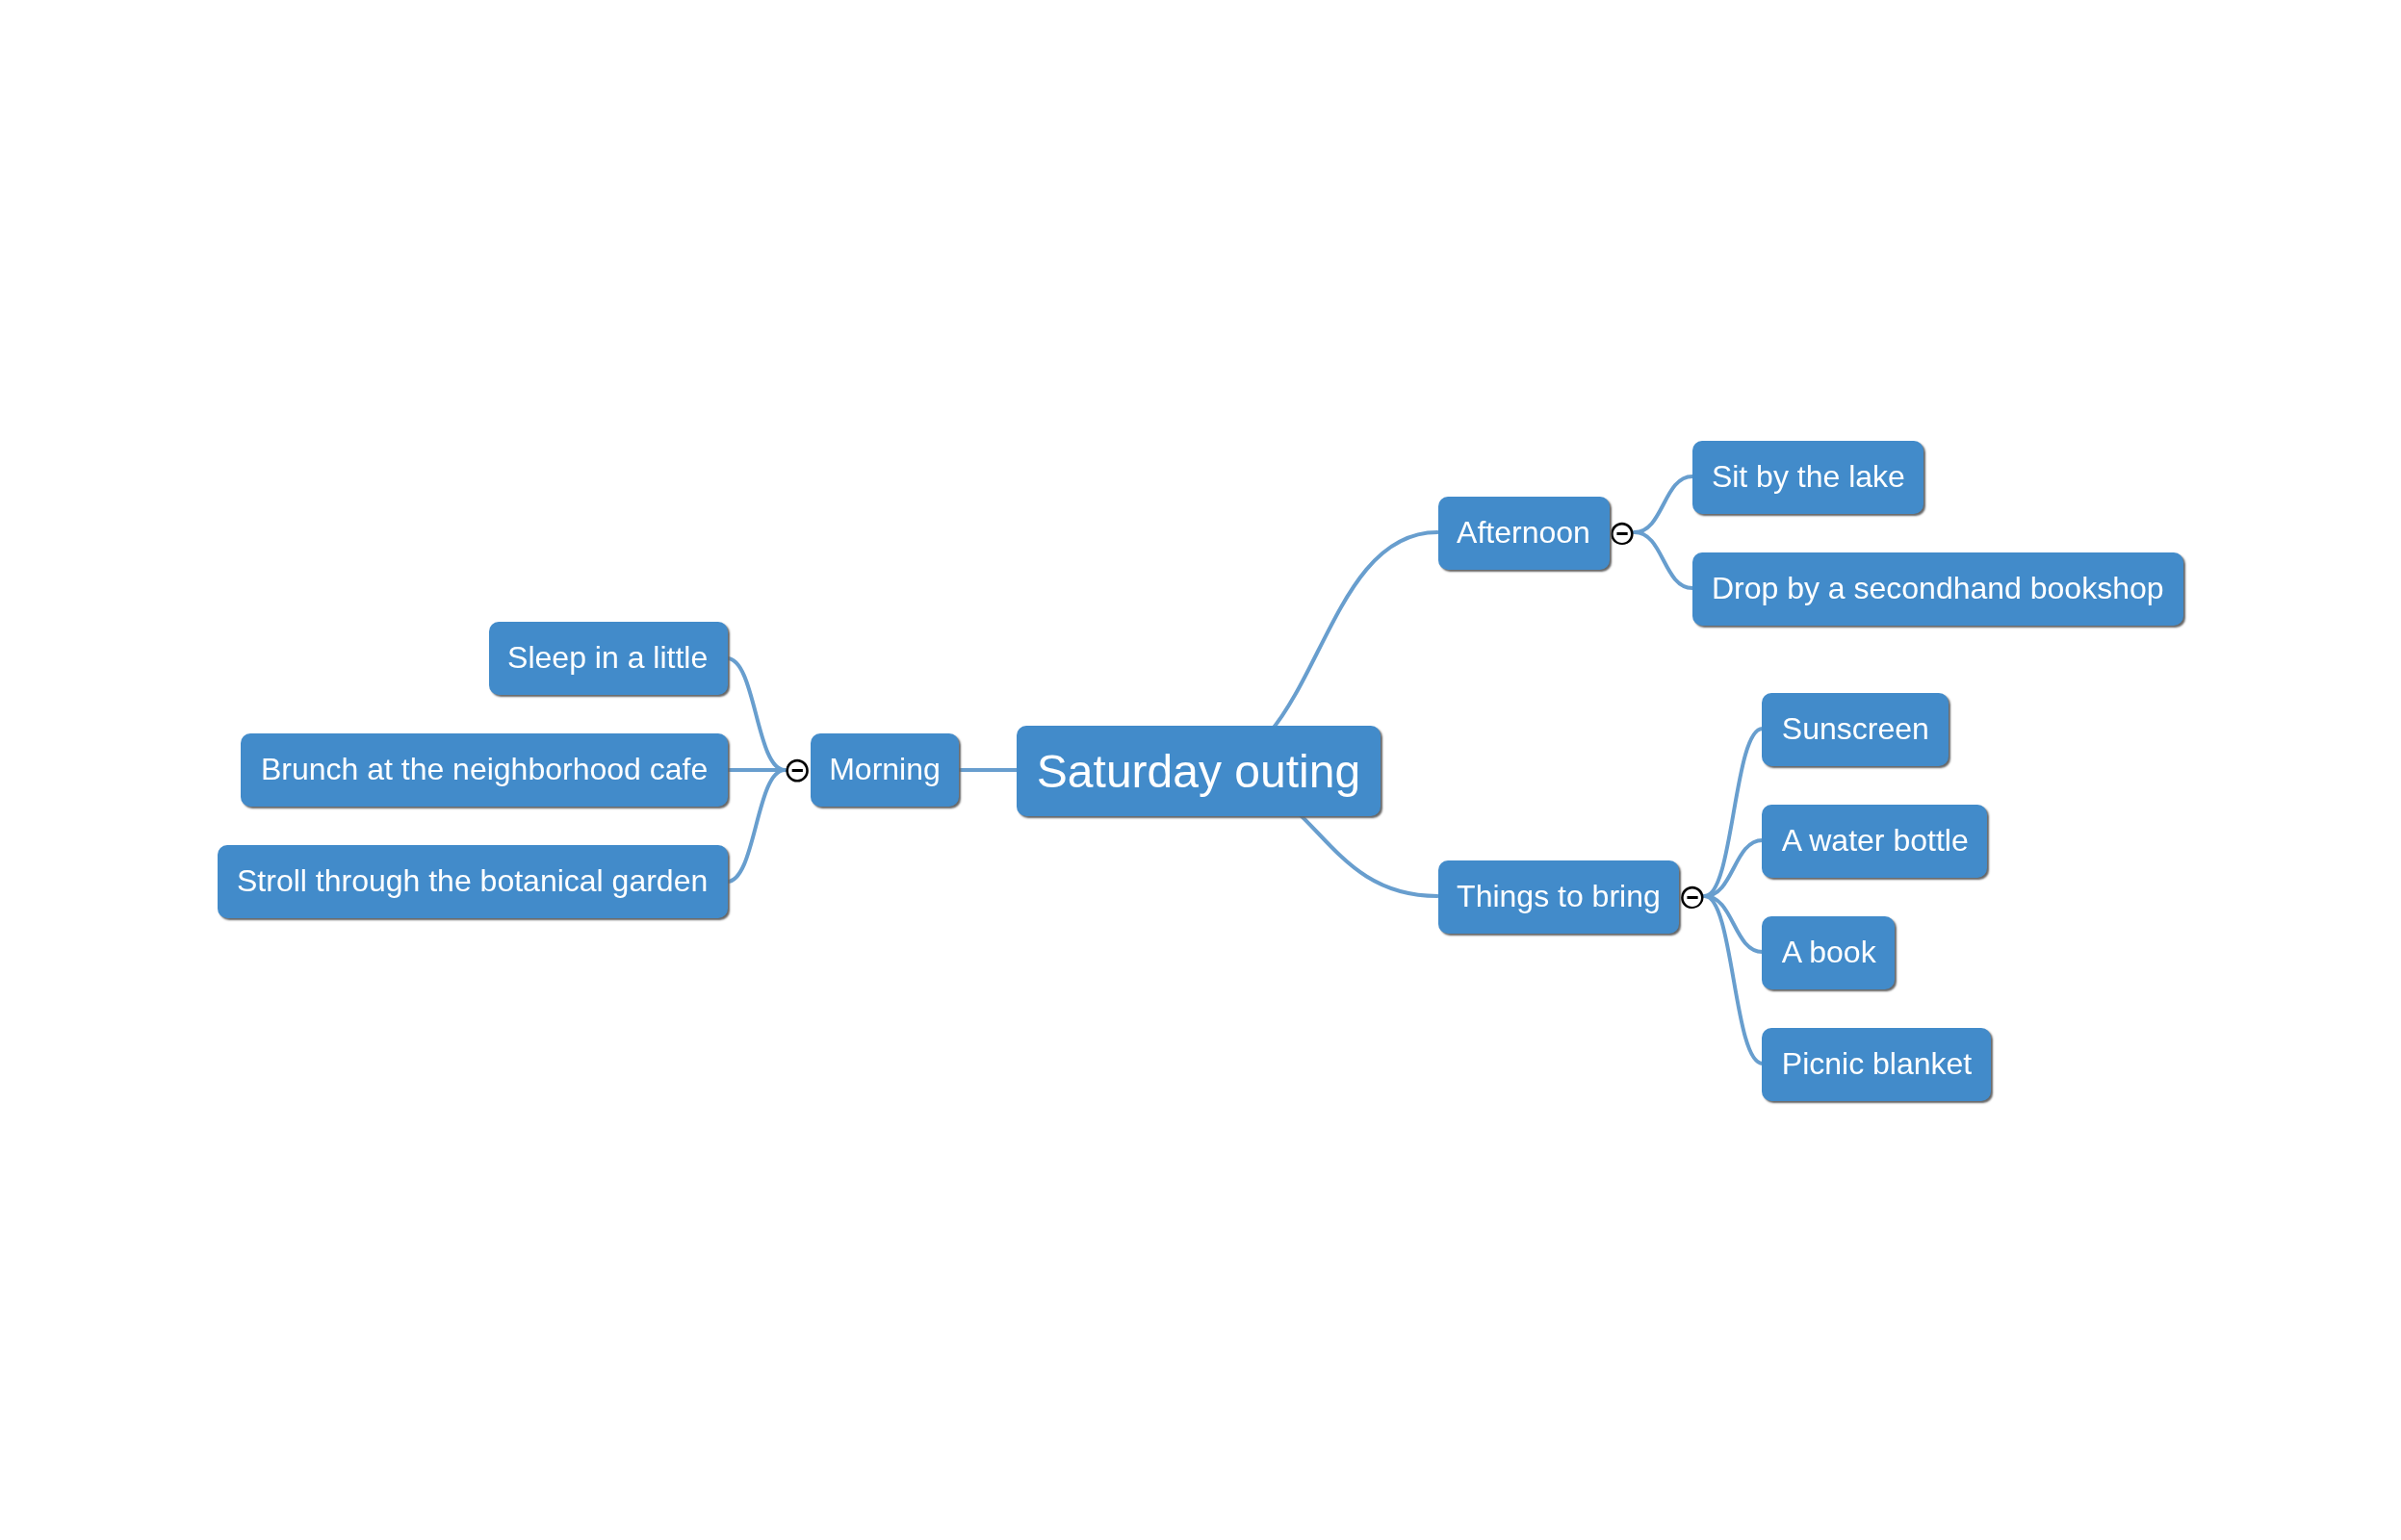 Saturday outing
Morning
Sleep in a little
Brunch at the neighborhood cafe
Stroll through the botanical garden
Afternoon
Sit by the lake
Drop by a secondhand bookshop
Things to bring
Sunscreen
A water bottle
A book
Picnic blanket